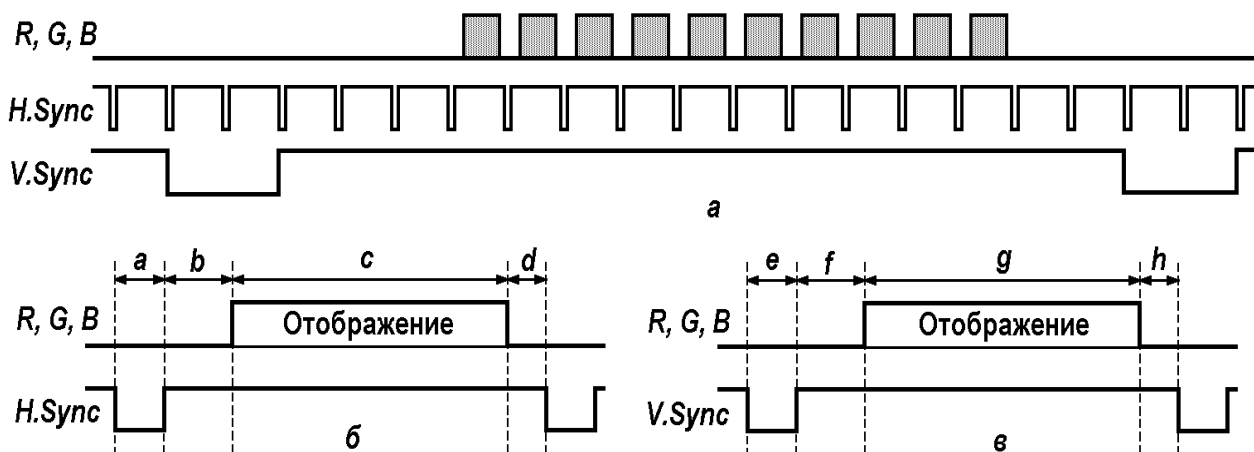 R, G, B
H.Sync
V.Sync
а
a b c d
R, G, B Отображение
H.Sync
б
e f g h
R, G, B Отображение
V.Sync
в